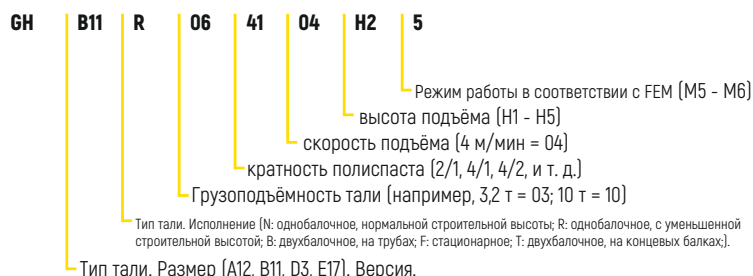 GH B11 R 06 41 04 H2 5
Режим работы в соответствии с FEM (M5 - M6)
высота подъёма (H1 - H5)
скорость подъёма (4 м/мин = 04)
кратность полиспаста (2/1, 4/1, 4/2, и т. д.)
Грузоподъёмность тали (например, 3,2 т = 03; 10 т = 10)
Тип тали. Исполнение (N: однобалочное, нормальной строительной высоты; R: однобалочное, с уменьшенной
строительной высотой; B: двухбалочное, на трубах; F: стационарное; T: двухбалочное, на концевых балках;).
Тип тали. Размер (A12, B11, D3, E17). Версия.